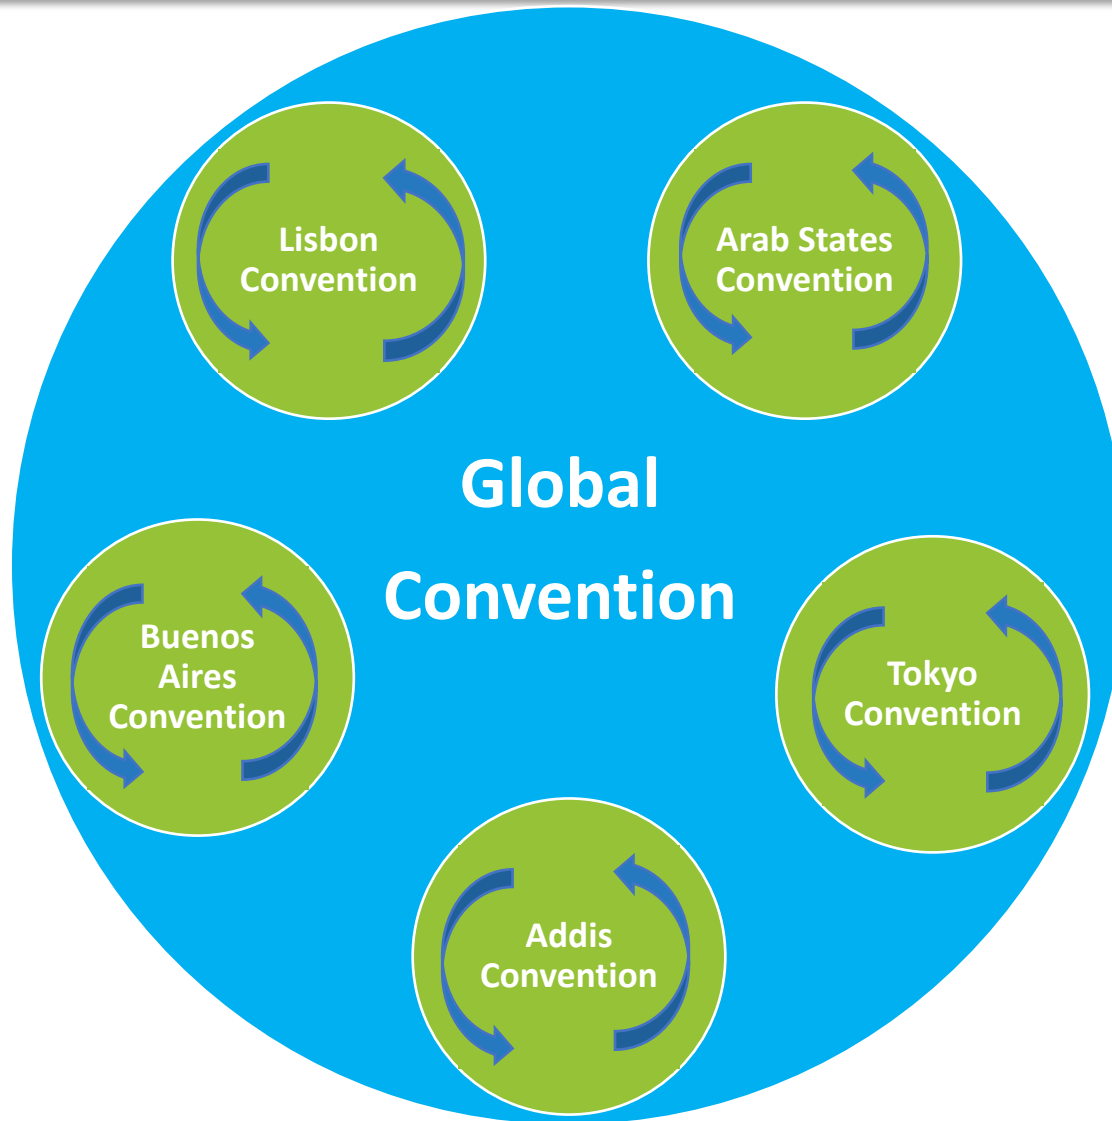 Lisbon
Convention
Arab States
Convention
Global
Convention
Buenos
Aires
Convention
Tokyo
Convention
Addis
Convention